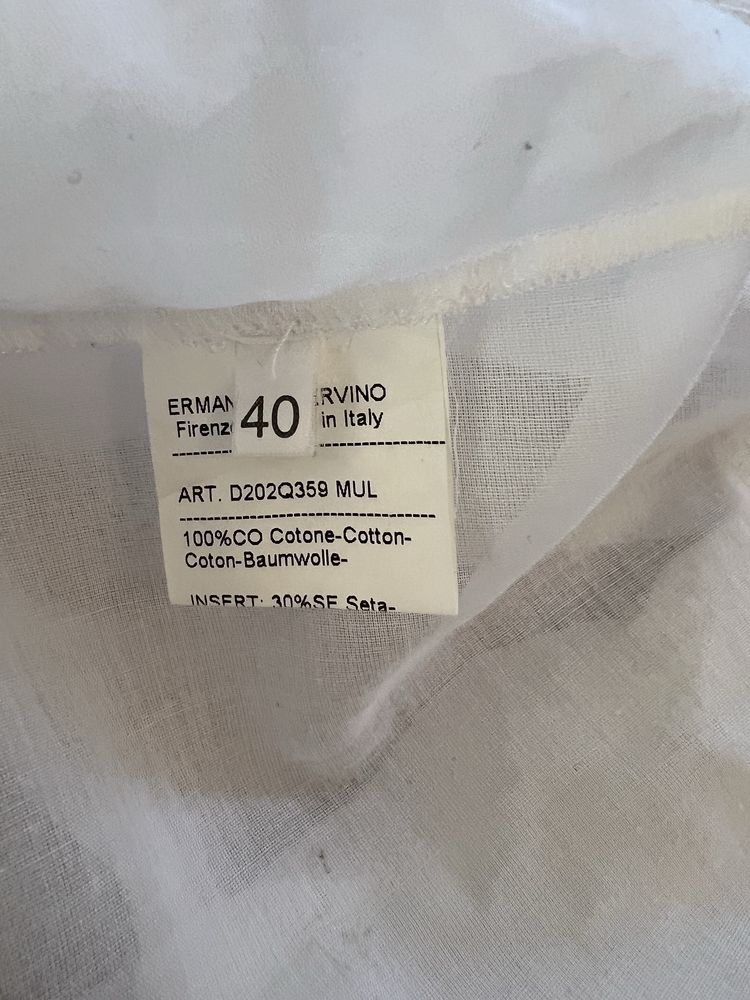 ERMAN RVINO
Firenz in Italy
40
ART. D202Q359 MUL
100%CO Cotone-Cotton-
Coton-Baumwolle-
INSERT: 30%SE Seta-